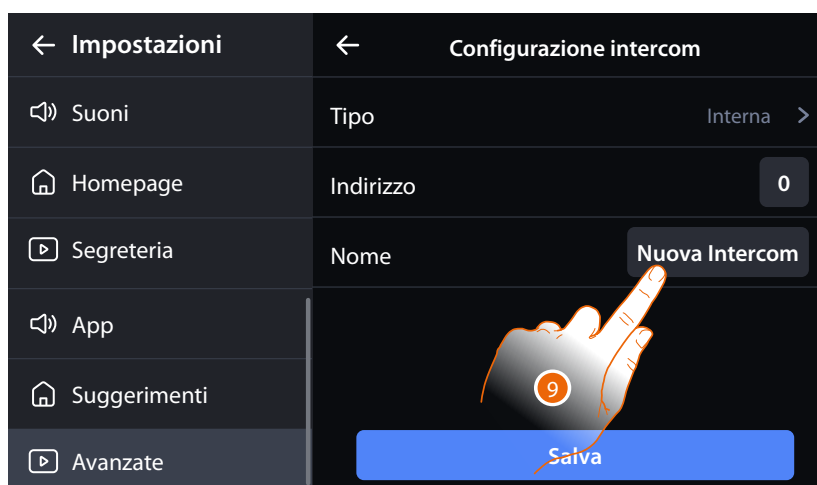 Impostazioni
Suoni
Homepage
Segreteria
App
Suggerimenti
Avanzate
Configurazione intercom
Tipo Interna
Indirizzo 0
Nome Nuova Intercom
9
Salva